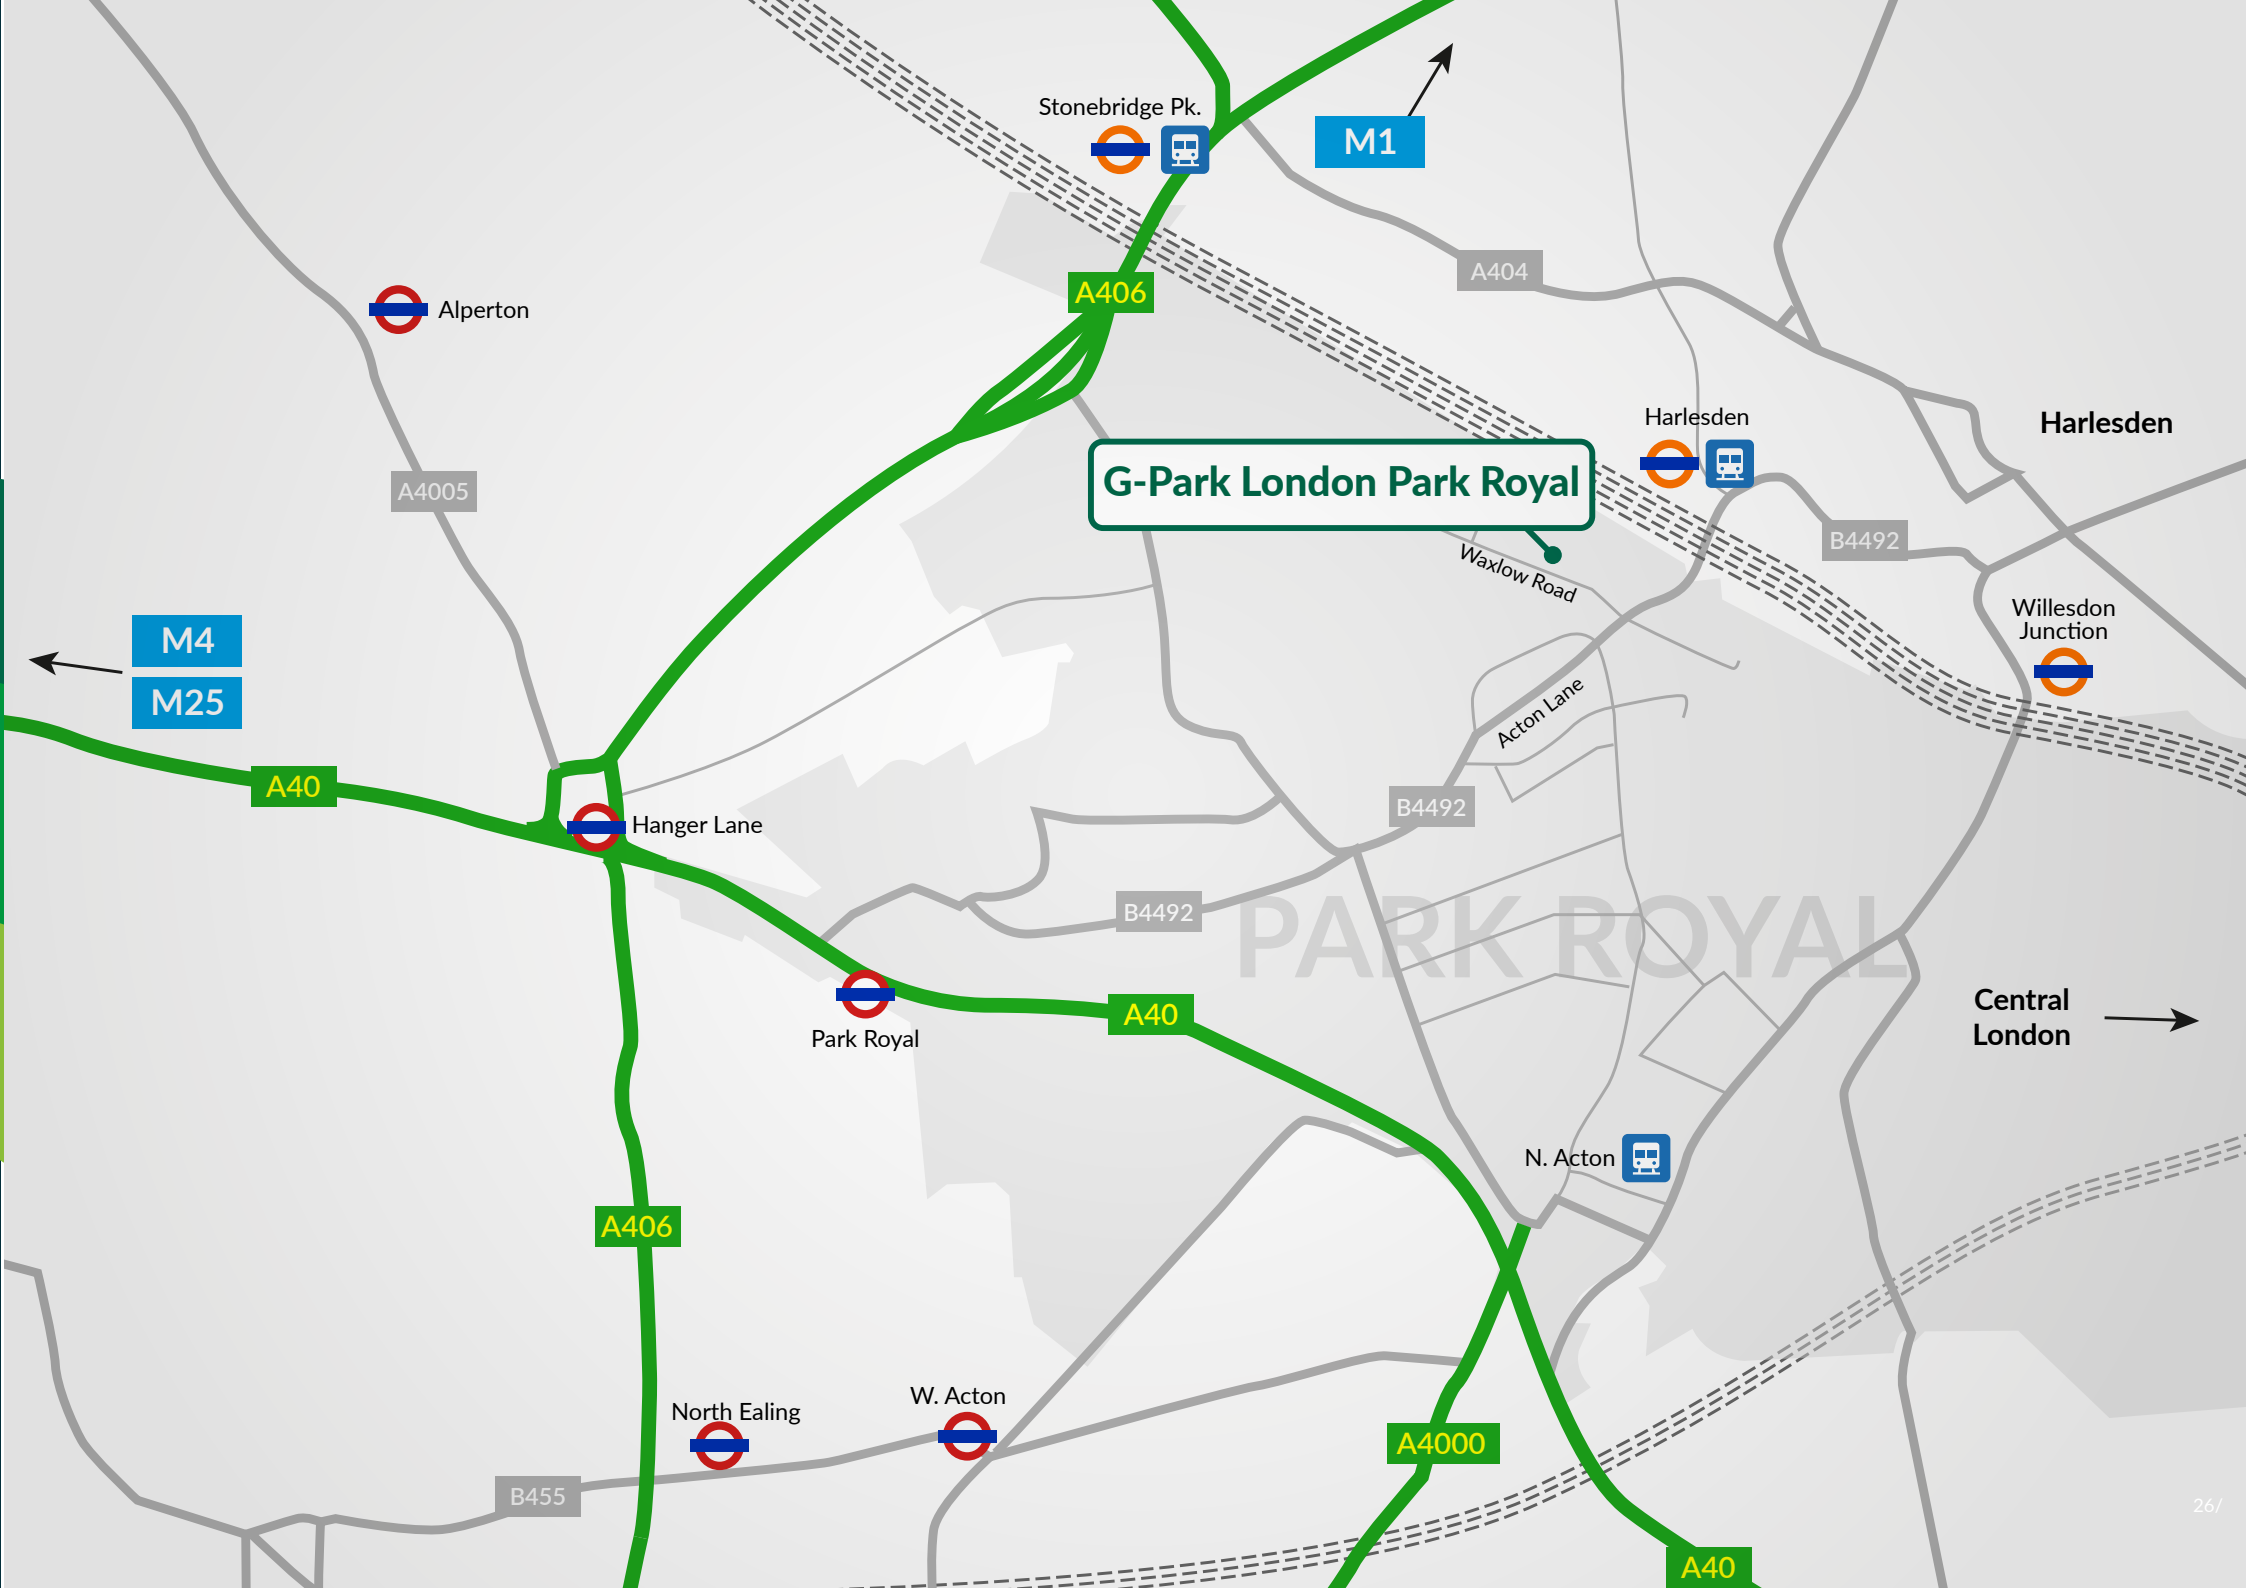 Stonebridge Pk.
M1
A404
A406
Alperton
Harlesden
Harlesden
A4005
G-Park London Park Royal
B4492
Waxlow Road
Willesdon
Junction
M4
M25
Acton Lane
A40
Hanger Lane
B4492
B4492
PARK ROYAL
A40
Park Royal
Central
London
N. Acton
A406
North Ealing
W. Acton
A4000
B455
26/
A40